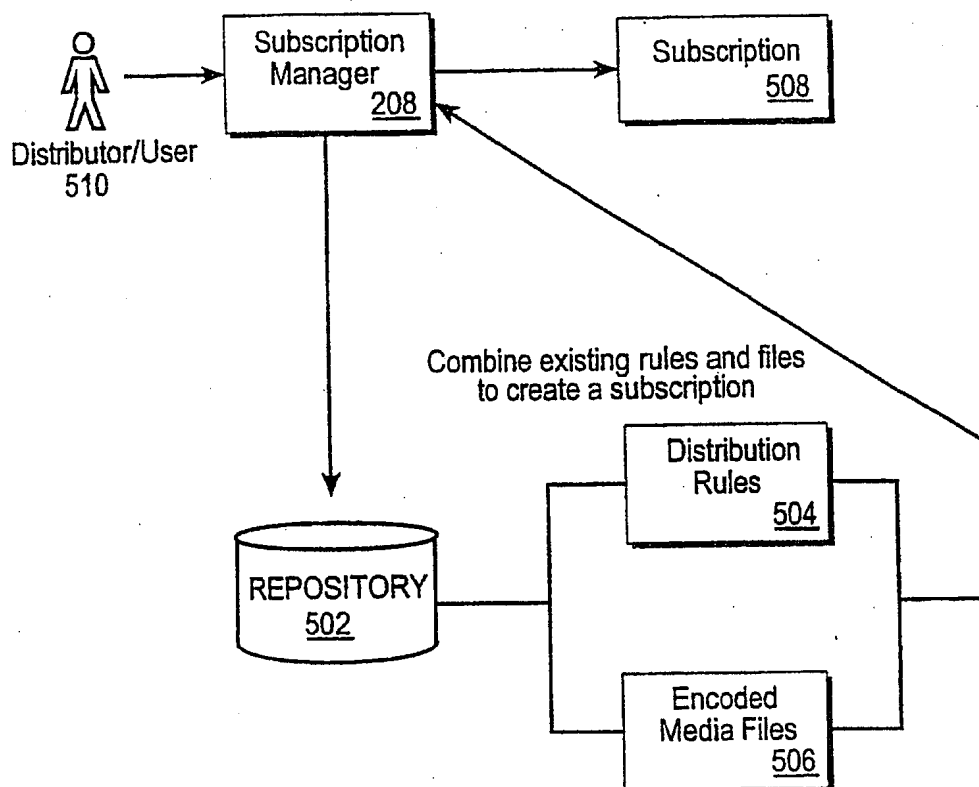 Subscription
Manager
208
Subscription
508
Distributor/User
510
Combine existing rules and files
to create a subscription
Distribution
Rules
504
REPOSITORY
502
Encoded
Media Files
506